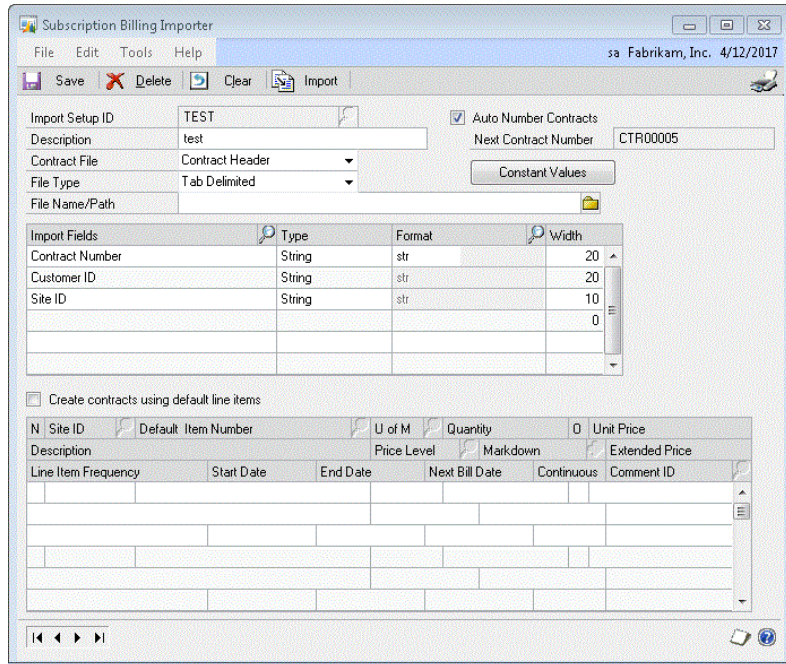 Subscription Billing Importer
File Edit Tools Help sa Fabrikam, Inc. 4/12/2017
Save Delete Clear Import
Import Setup ID TEST Auto Number Contracts
Description test Next Contract Number CTR00005
Contract File Contract Header
Constant Values
File Type Tab Delimited
File Name/Path
Import Fields Type Format Width
Contract Number String str 20
Customer ID String str 20
Site ID String str 10
0
Create contracts using default line items
N Site ID Default Item Number U of M Quantity O Unit Price
Description Price Level Markdown Extended Price
Line Item Frequency Start Date End Date Next Bill Date Continuous Comment ID